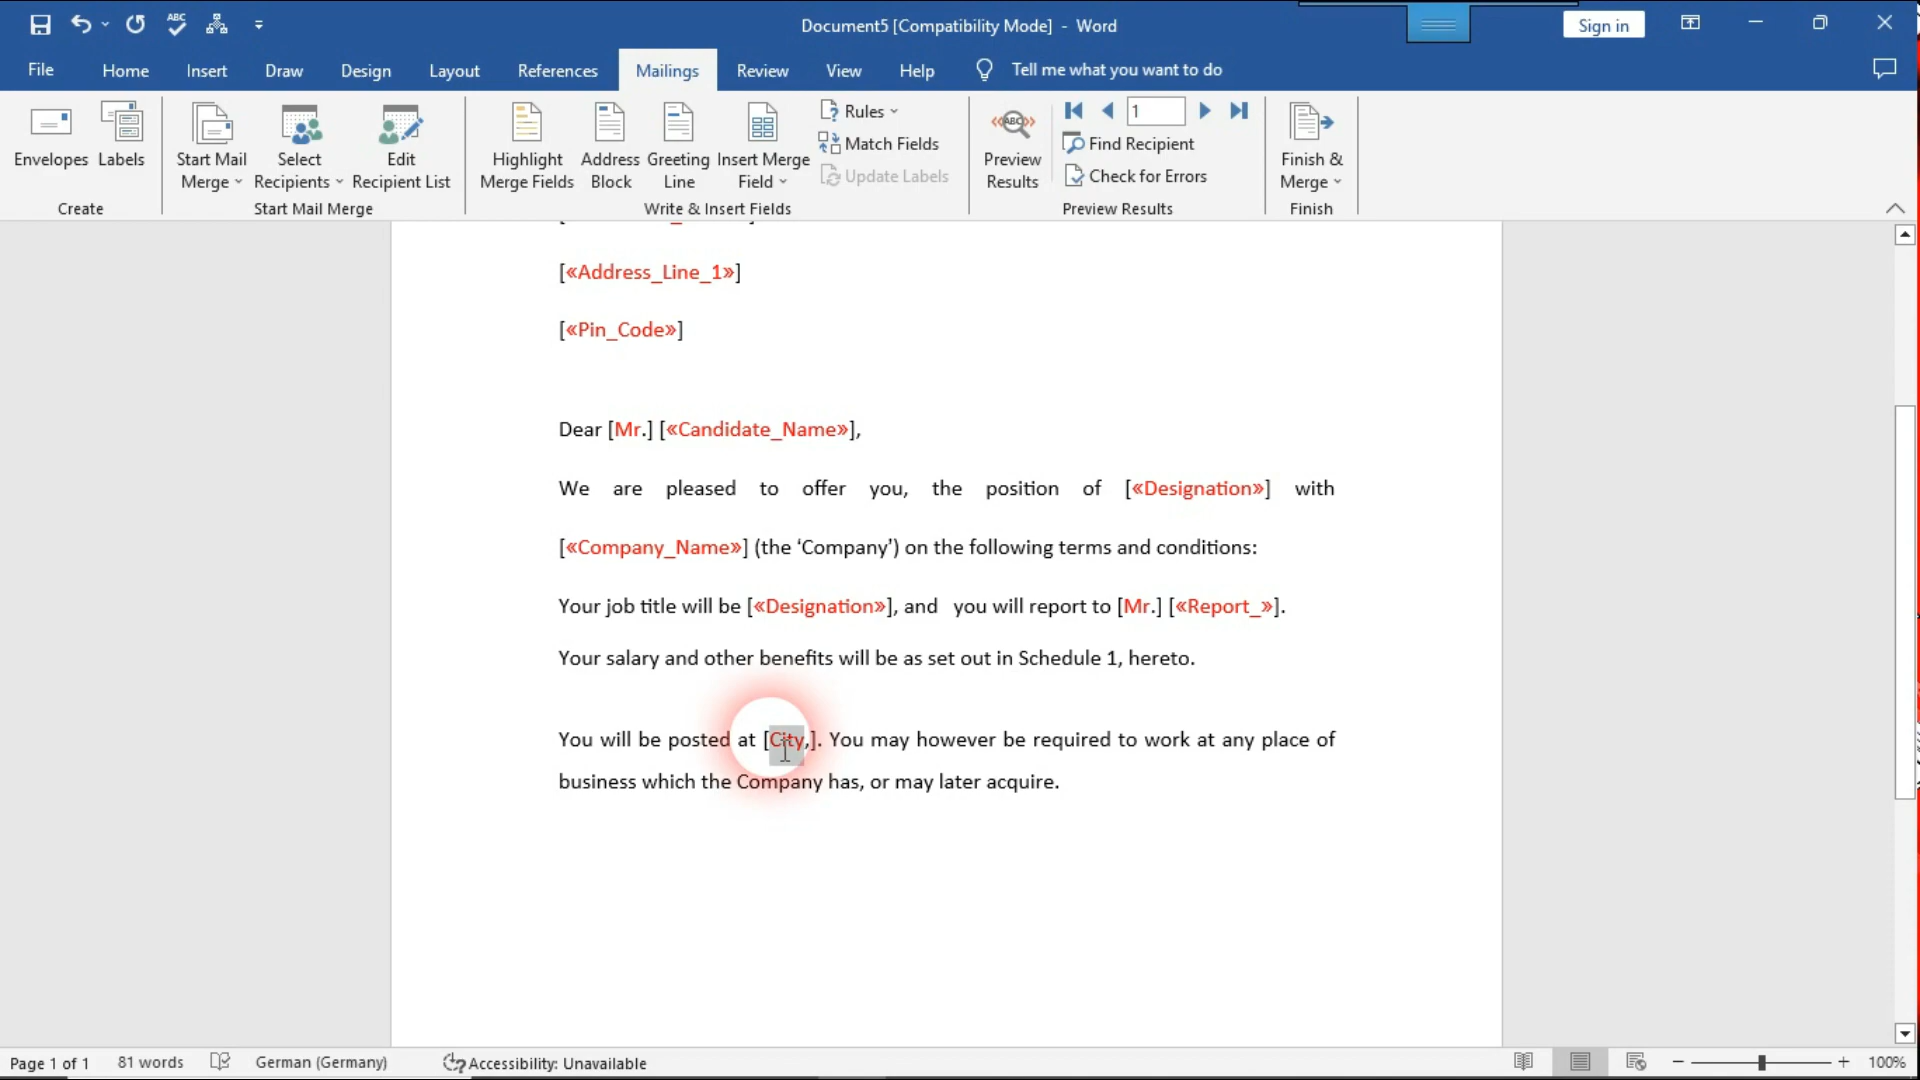 Document5 [Compatibility Mode] - Word
Sign in
File Home Insert Draw Design Layout References Mailings Review View Help Tell me what you want to do
Envelopes
Labels
Create
Start Mail
Merge
Select
Recipients
Edit
Recipient List
Start Mail Merge
Highlight
Merge Fields
Address
Block
Greeting
Line
Insert Merge
Field
Rules
Match Fields
Update Labels
Write & Insert Fields
ABC
Preview
Results
1
Find Recipient
Check for Errors
Preview Results
Finish &
Merge
Finish
[«Address_Line_1»]
[«Pin_Code»]
Dear [Mr.] [«Candidate_Name»],
We are pleased to offer you, the position of [«Designation»] with
[«Company_Name»] (the ‘Company’) on the following terms and conditions:
Your job title will be [«Designation»], and you will report to [Mr.] [«Report_»].
Your salary and other benefits will be as set out in Schedule 1, hereto.
You will be posted at [City,]. You may however be required to work at any place of
business which the Company has, or may later acquire.
Page 1 of 1 81 words German (Germany) Accessibility: Unavailable 100%